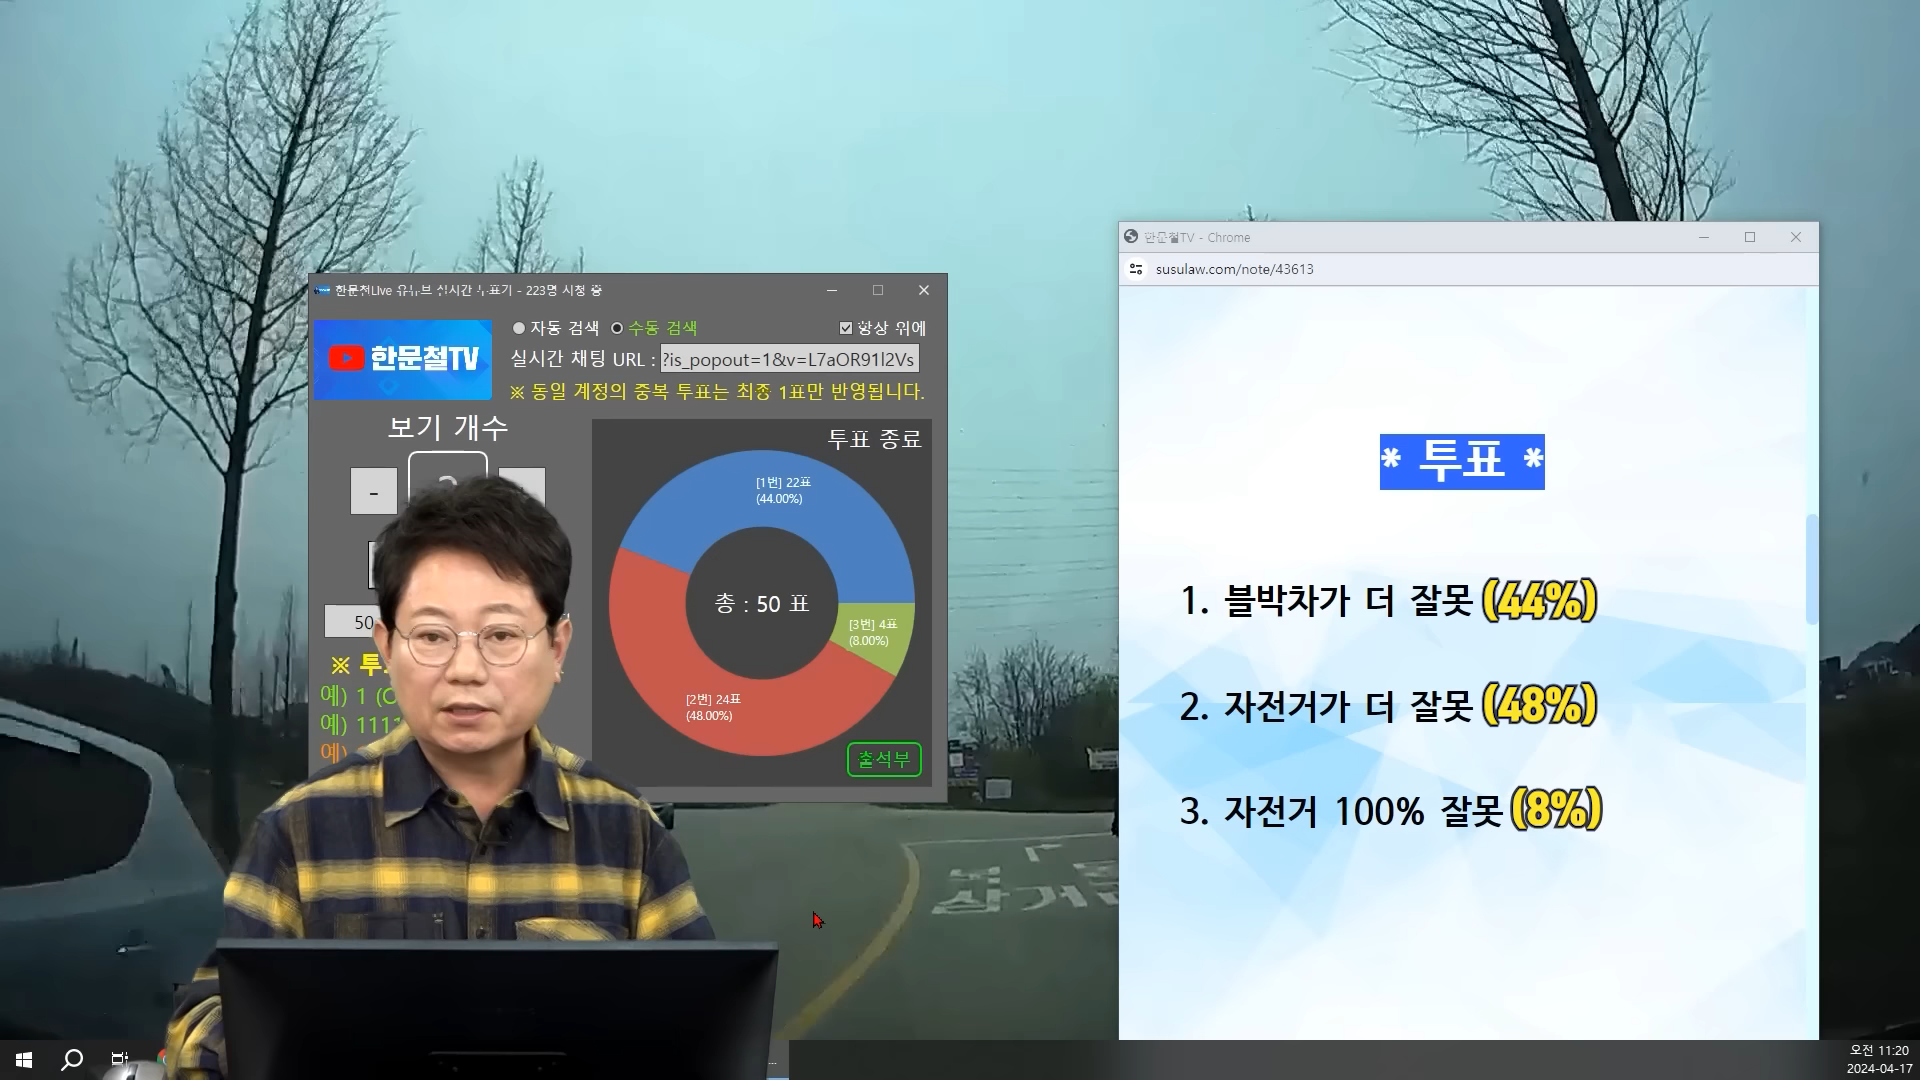 한문철Live 유튜브 실시간 투표기 - 223명 시청 중
자동 검색 수동 검색 항상 위에
한문철TV
실시간 채팅 URL : ?is_popout=1&v=L7aOR91l2Vs
※ 동일 계정의 중복 투표는 최종 1표만 반영됩니다.
보기 개수
-
50
※ 투
예) 1 (O
예) 1111
예)
투표 종료
[1번] 22표
(44.00%)
총 : 50 표
[3번] 4표
(8.00%)
[2번] 24표
(48.00%)
출석부
한문철TV - Chrome
susulaw.com/note/43613
* 투표 *
1. 블박차가 더 잘못 (44%)
2. 자전거가 더 잘못 (48%)
3. 자전거 100% 잘못 (8%)
오전 11:20
2024-04-17